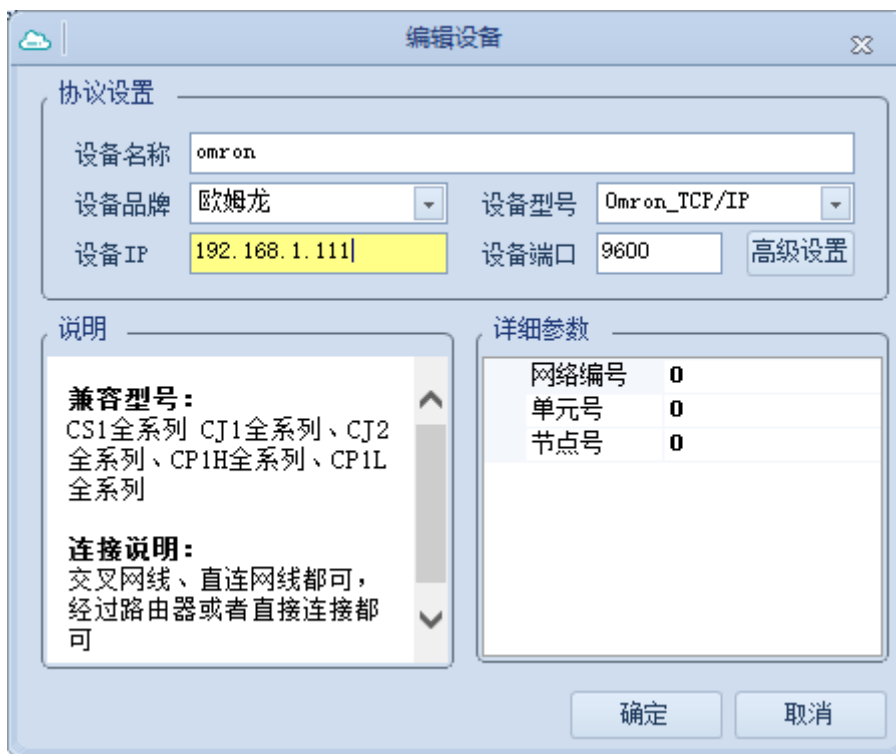 编辑设备
协议设置
设备名称 omron
设备品牌 欧姆龙 设备型号 Omron_TCP/IP
设备IP 192.168.1.111 设备端口 9600 高级设置
说明
兼容型号:
CS1全系列 CJ1全系列、CJ2
全系列、CP1H全系列、CP1L
全系列
连接说明:
交叉网线、直连网线都可，
经过路由器或者直接连接都
可
详细参数
网络编号 0
单元号 0
节点号 0
确定 取消